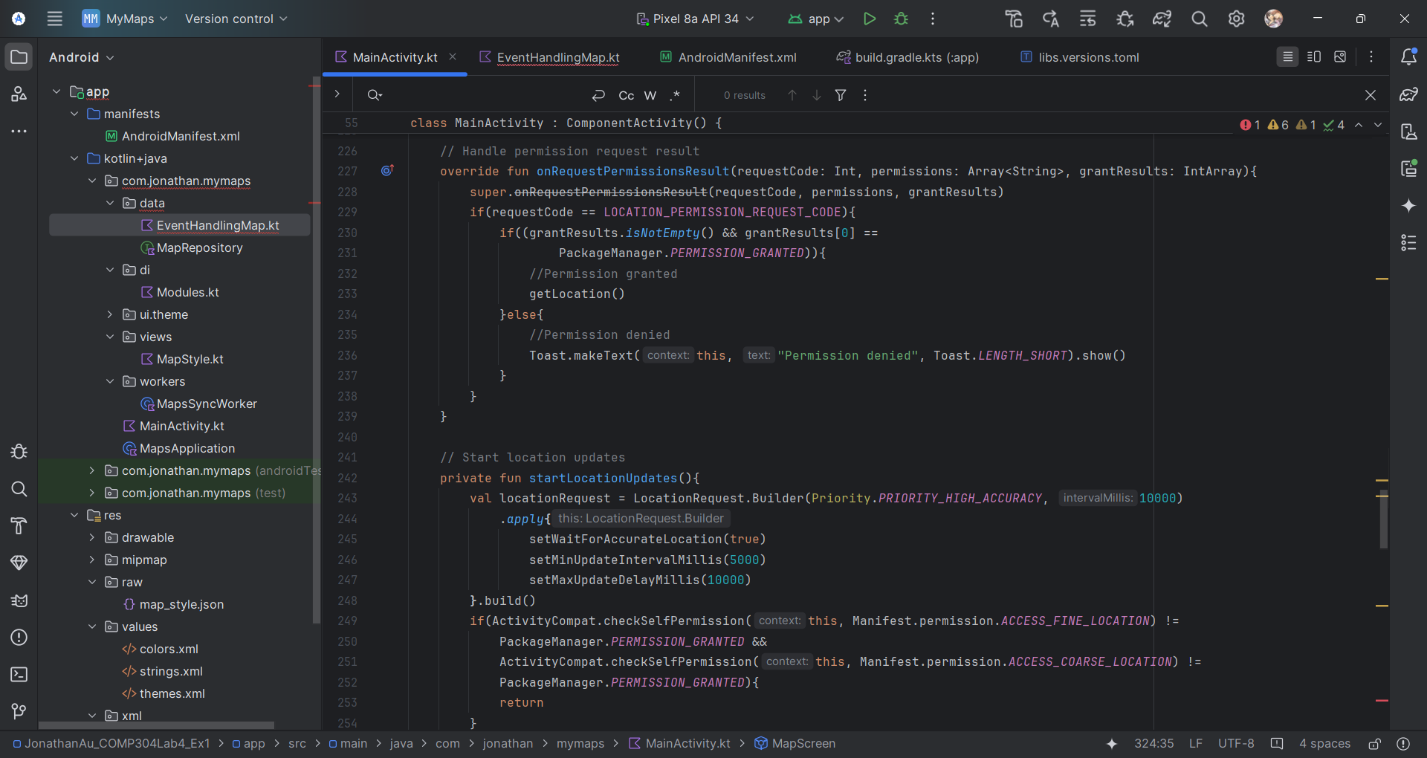 MM MyMaps Version control Pixel 8a API 34 app
Android
MainActivity.kt EventHandlingMap.kt AndroidManifest.xml build.gradle.kts (:app) libs.versions.toml
Cc W .* 0 results
app
manifests
AndroidManifest.xml
kotlin+java
com.jonathan.mymaps
data
EventHandlingMap.kt
MapRepository
di
Modules.kt
ui.theme
views
MapStyle.kt
workers
MapsSyncWorker
MainActivity.kt
MapsApplication
com.jonathan.mymaps (androidTes
com.jonathan.mymaps (test)
res
drawable
mipmap
raw
map_style.json
values
colors.xml
strings.xml
themes.xml
xml
55 class MainActivity : ComponentActivity() {
1 6 1 4
226 // Handle permission request result
227 override fun onRequestPermissionsResult(requestCode: Int, permissions: Array<String>, grantResults: IntArray){
228 super.onRequestPermissionsResult(requestCode, permissions, grantResults)
229 if(requestCode == LOCATION_PERMISSION_REQUEST_CODE){
230 if((grantResults.isNotEmpty() && grantResults[0] ==
231 PackageManager.PERMISSION_GRANTED)){
232 //Permission granted
233 getLocation()
234 }else{
235 //Permission denied
236 Toast.makeText( context: this, text: "Permission denied", Toast.LENGTH_SHORT).show()
237 }
238 }
239 }
240
241 // Start location updates
242 private fun startLocationUpdates(){
243 val locationRequest = LocationRequest.Builder(Priority.PRIORITY_HIGH_ACCURACY, intervalMillis: 10000)
244 .apply{ this: LocationRequest.Builder
245 setWaitForAccurateLocation(true)
246 setMinUpdateIntervalMillis(5000)
247 setMaxUpdateDelayMillis(10000)
248 }.build()
249 if(ActivityCompat.checkSelfPermission( context: this, Manifest.permission.ACCESS_FINE_LOCATION) !=
250 PackageManager.PERMISSION_GRANTED &&
251 ActivityCompat.checkSelfPermission( context: this, Manifest.permission.ACCESS_COARSE_LOCATION) !=
252 PackageManager.PERMISSION_GRANTED){
253 return
254 }
JonathanAu_COMP304Lab4_Ex1 > app > src > main > java > com > jonathan > mymaps > MainActivity.kt > MapScreen
324:35 LF UTF-8 4 spaces